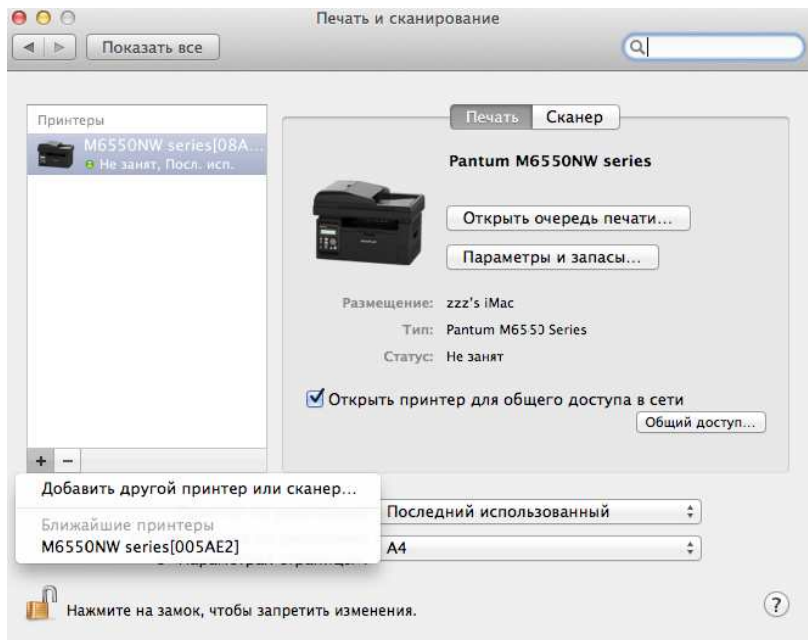 Печать и сканирование
Показать все
Принтеры
M6550NW series[08A...
Не занят, Посл. исп.
Печать Сканер
Pantum M6550NW series
Открыть очередь печати...
Параметры и запасы...
Размещение: zzz's iMac
Тип: Pantum M6550 Series
Статус: Не занят
Открыть принтер для общего доступа в сети
Общий доступ...
+ −
Добавить другой принтер или сканер...
Ближайшие принтеры
M6550NW series[005AE2]
Последний использованный
A4
Нажмите на замок, чтобы запретить изменения.
?